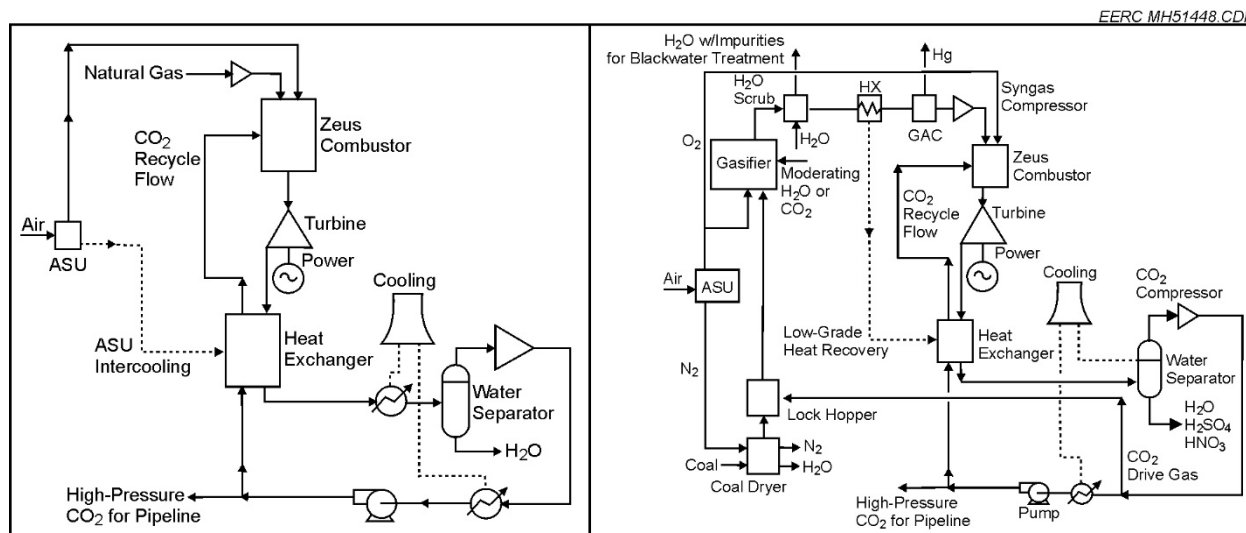 EERC MH51448.CDR
Natural Gas
Zeus
Combustor
CO2
Recycle
Flow
Air
ASU
Turbine
Power
Cooling
ASU
Intercooling
Heat
Exchanger
Water
Separator
H2O
High-Pressure
CO2 for Pipeline
H2O w/Impurities
for Blackwater Treatment
Hg
H2O
Scrub
HX
Syngas
Compressor
GAC
O2
H2O
Gasifier
Moderating
H2O or
CO2
Zeus
Combustor
CO2
Recycle
Flow
Turbine
Power
Air
ASU
Cooling
CO2
Compressor
Low-Grade
Heat Recovery
Heat
Exchanger
N2
Water
Separator
Lock Hopper
H2O
H2SO4
HNO3
N2
Coal
H2O
Coal Dryer
CO2
Drive Gas
High-Pressure
CO2 for Pipeline
Pump